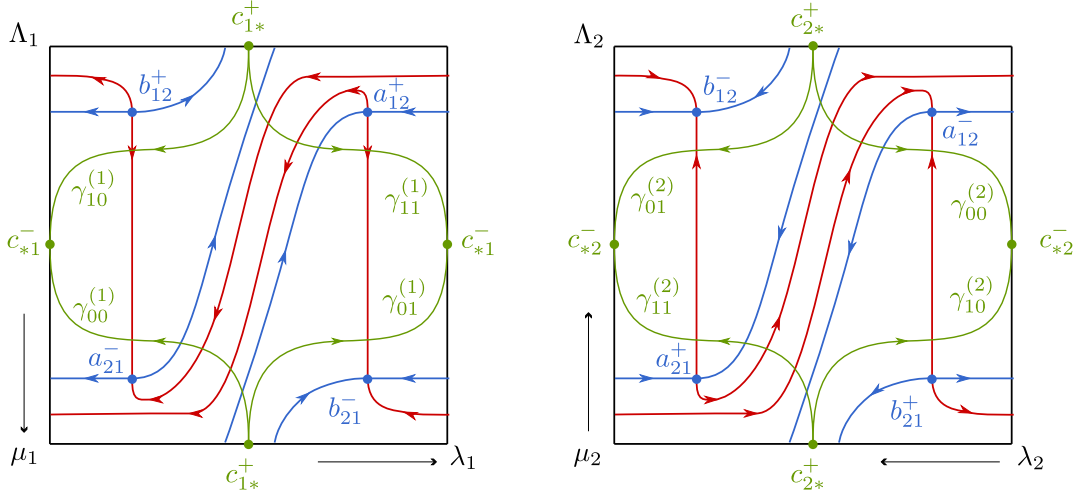 c_{1*}^{+} c_{2*}^{+}
Λ_1 Λ_2
b_{12}^{+} a_{12}^{+} b_{12}^{-} a_{12}^{-}
γ_{10}^{(1)} γ_{11}^{(1)} γ_{01}^{(2)} γ_{00}^{(2)}
c_{*1}^{-} c_{*1}^{-} c_{*2}^{-} c_{*2}^{-}
γ_{00}^{(1)} γ_{01}^{(1)} γ_{11}^{(2)} γ_{10}^{(2)}
a_{21}^{-} b_{21}^{-} a_{21}^{+} b_{21}^{+}
μ_1 λ_1 μ_2 λ_2
c_{1*}^{+} c_{2*}^{+}